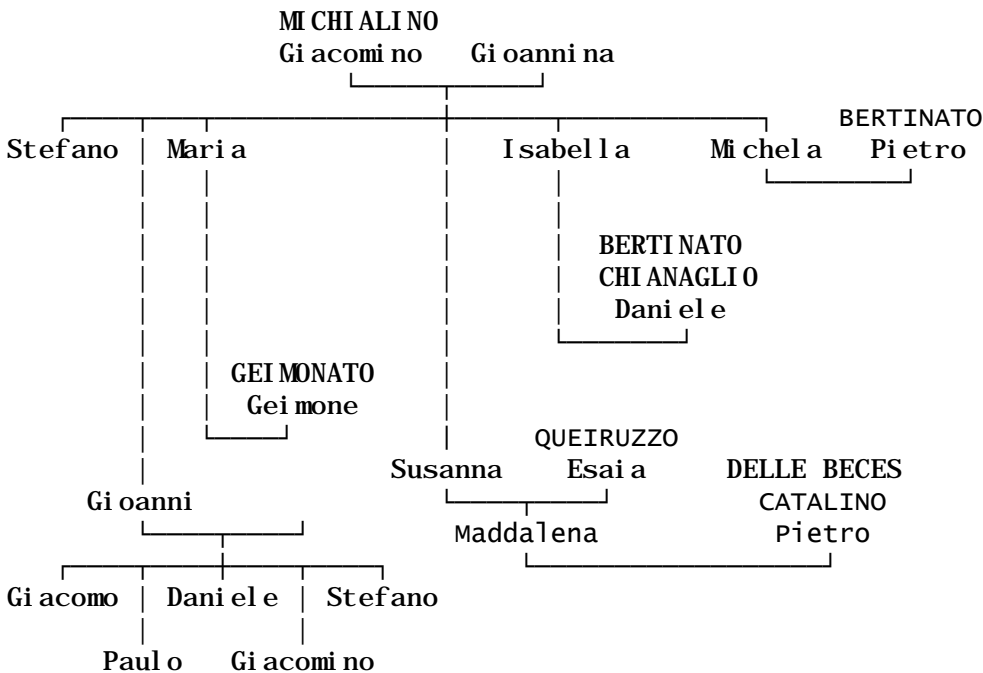 MICHIALINO
Giacomino Gioannina
BERTINATO
Stefano Maria Isabella Michela Pietro
BERTINATO
CHIANAGLIO
Daniele
GEIMONATO
Geimone
QUEIRUZZO
Susanna Esaia DELLE BECES
Gioanni CATALINO
Maddalena Pietro
Giacomo Daniele Stefano
Paulo Giacomino